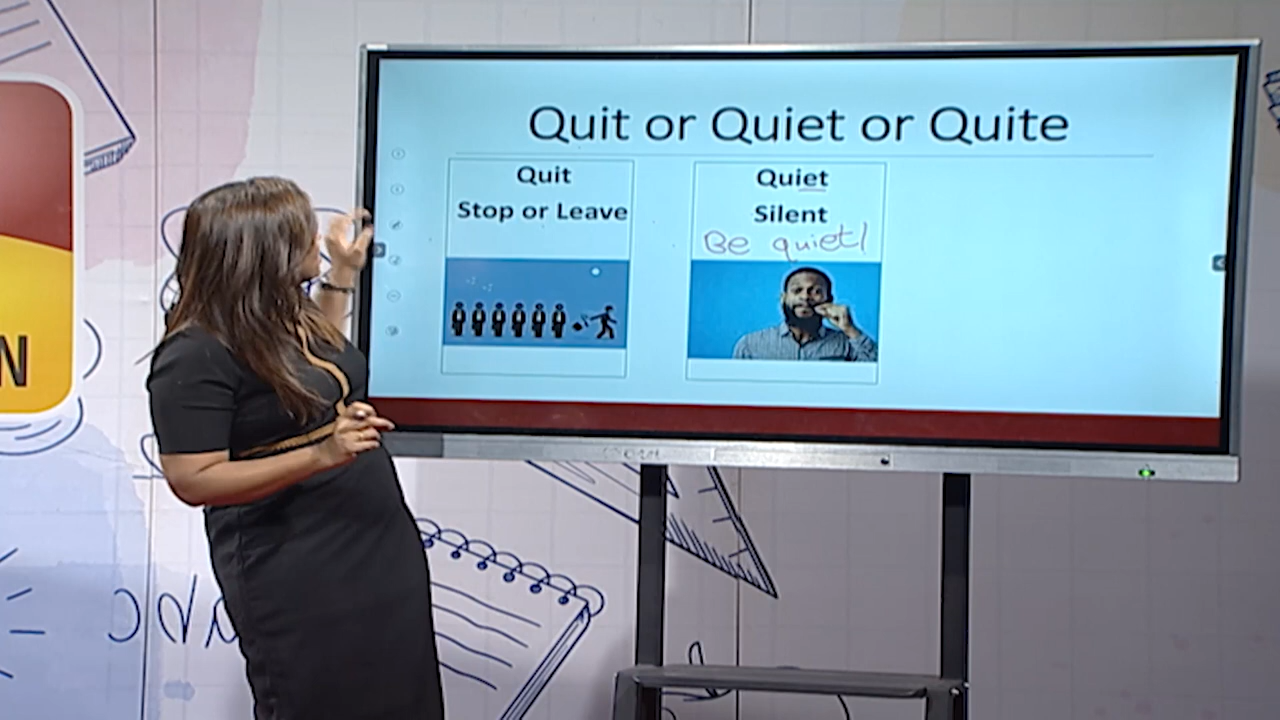 Quit or Quiet or Quite
Quit
Stop or Leave
Quiet
Silent
Be quiet!
N